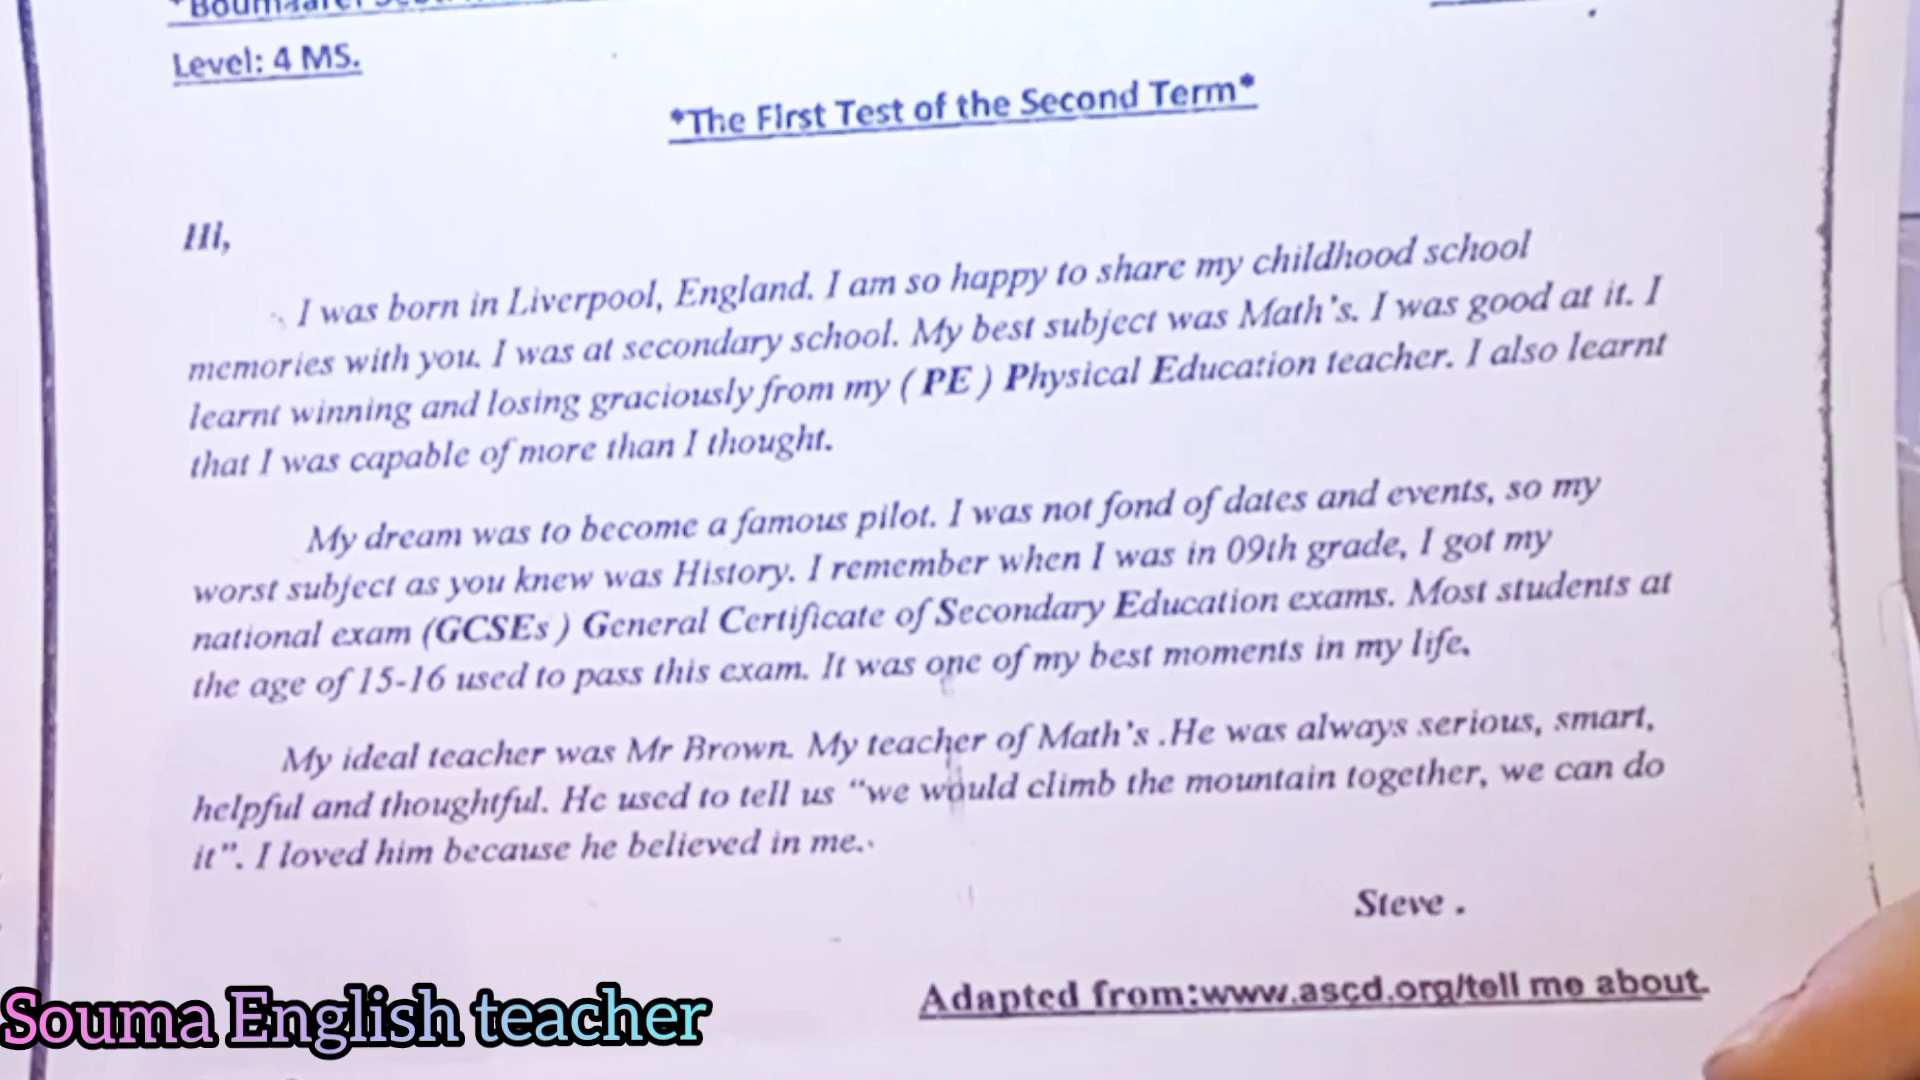 Level: 4 MS.
*The First Test of the Second Term*
Hi,
I was born in Liverpool, England. I am so happy to share my childhood school
memories with you. I was at secondary school. My best subject was Math's. I was good at it. I
learnt winning and losing graciously from my ( PE ) Physical Education teacher. I also learnt
that I was capable of more than I thought.
My dream was to become a famous pilot. I was not fond of dates and events, so my
worst subject as you knew was History. I remember when I was in 09th grade, I got my
national exam (GCSEs ) General Certificate of Secondary Education exams. Most students at
the age of 15-16 used to pass this exam. It was one of my best moments in my life.
My ideal teacher was Mr Brown. My teacher of Math's .He was always serious, smart,
helpful and thoughtful. He used to tell us “we would climb the mountain together, we can do
it”. I loved him because he believed in me..
Steve .
Adapted from:www.ascd.org/tell me about.
Souma English teacher